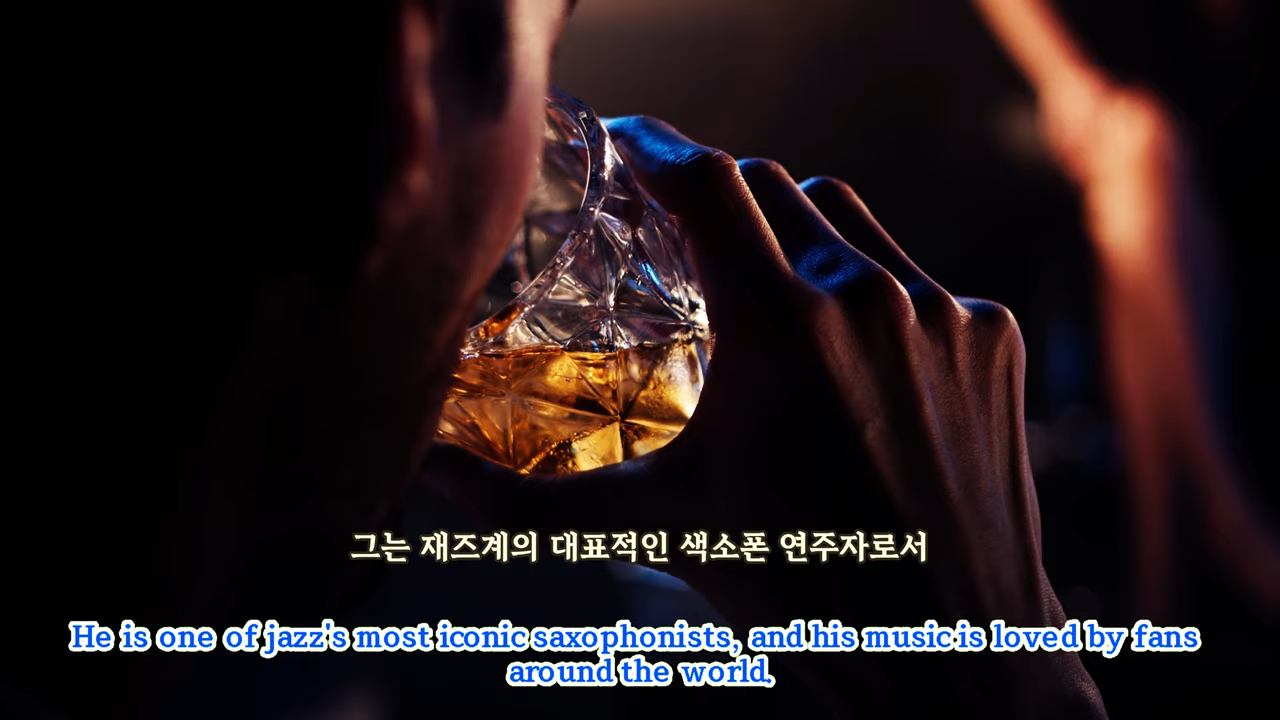 그는 재즈계의 대표적인 색소폰 연주자로서
He is one of jazz's most iconic saxophonists, and his music is loved by fans
around the world.